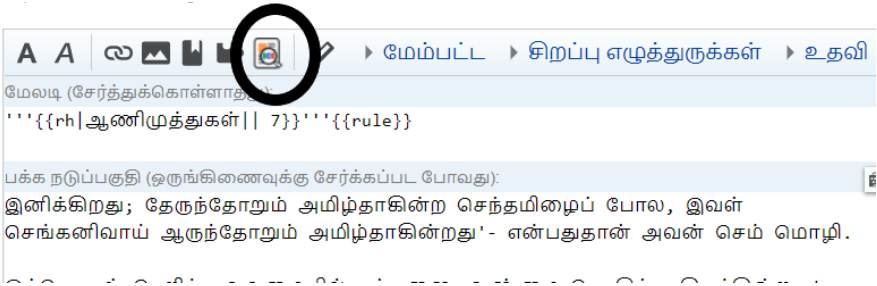 A A மேம்பட்ட சிறப்பு எழுத்துருக்கள் உதவி
மேலடி (சேர்த்துக்கொள்ளாதது):
'''{{rh|ஆணிமுத்துகள்|| 7}}'''{{rule}}
பக்க நடுப்பகுதி (ஒருங்கிணைவுக்கு சேர்க்கப்பட போவது):
இனிக்கிறது; தேருந்தோறும் அமிழ்தாகின்ற செந்தமிழைப் போல, இவள்
செங்கனிவாய் ஆருந்தோறும் அமிழ்தாகின்றது'- என்பதுதான் அவன் செம் மொழி.